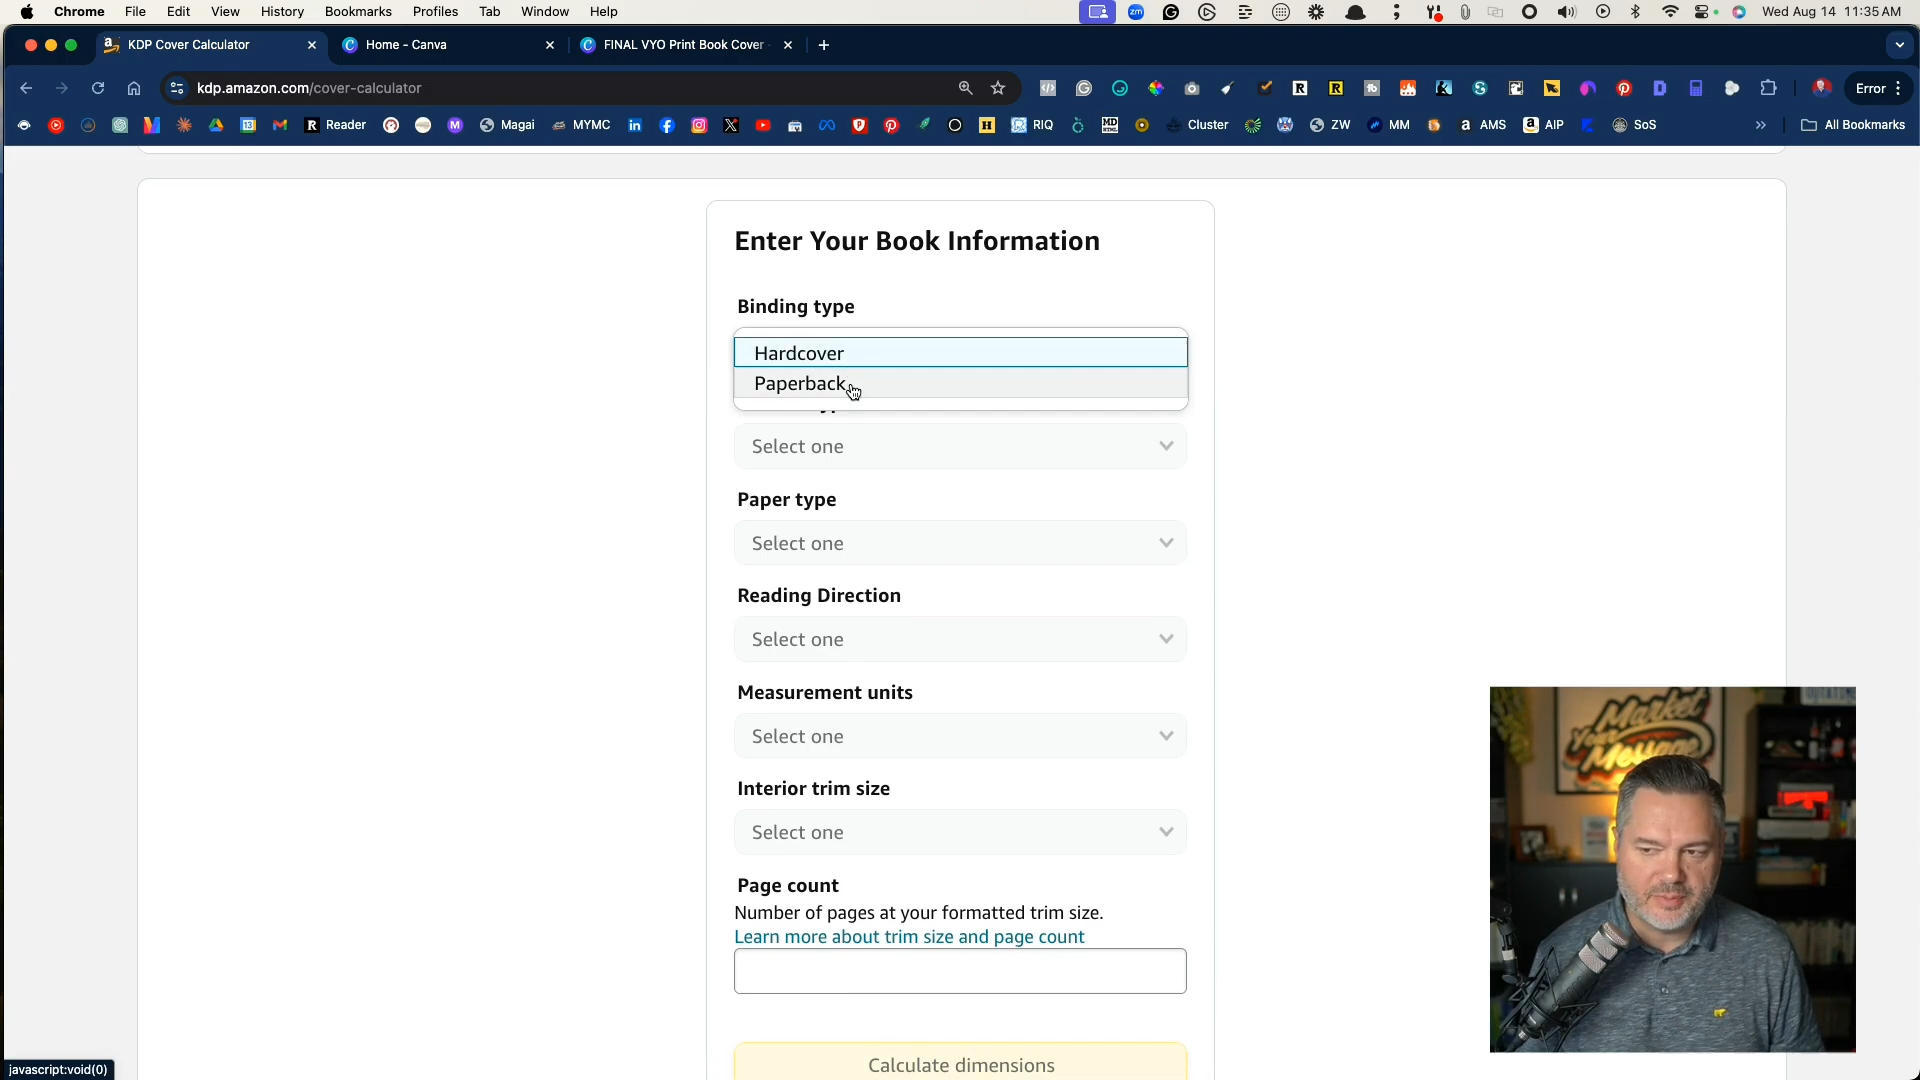 Chrome File Edit View History Bookmarks Profiles Tab Window Help zm Wed Aug 14 11:35 AM
KDP Cover Calculator Home - Canva FINAL VYO Print Book Cover
kdp.amazon.com/cover-calculator Error
Reader Magai MYMC RIQ Cluster ZW MM AMS AIP SoS All Bookmarks
Enter Your Book Information
Binding type
Hardcover
Paperback
Select one
Paper type
Select one
Reading Direction
Select one
Measurement units
Select one
Interior trim size
Select one
Page count
Number of pages at your formatted trim size.
Learn more about trim size and page count
Calculate dimensions
Market
Your
Message
javascript:void(0)